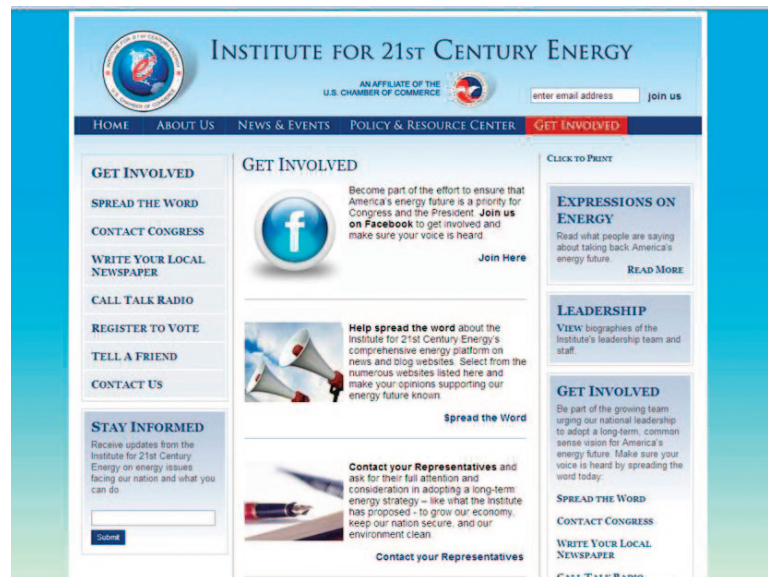 INSTITUTE FOR 21ST CENTURY ENERGY
INSTITUTE FOR 21ST CENTURY ENERGY
U.S. CHAMBER OF COMMERCE
AN AFFILIATE OF THE
U.S. CHAMBER OF COMMERCE
enter email address join us
HOME ABOUT US NEWS & EVENTS POLICY & RESOURCE CENTER GET INVOLVED
GET INVOLVED
SPREAD THE WORD
CONTACT CONGRESS
WRITE YOUR LOCAL
NEWSPAPER
CALL TALK RADIO
REGISTER TO VOTE
TELL A FRIEND
CONTACT US
STAY INFORMED
Receive updates from the
Institute for 21st Century
Energy on energy issues
facing our nation and what you
can do
Submit
GET INVOLVED
Become part of the effort to ensure that
America's energy future is a priority for
Congress and the President. Join us
on Facebook to get involved and
make sure your voice is heard.
Join Here
Help spread the word about the
Institute for 21st Century Energy's
comprehensive energy platform on
news and blog websites. Select from the
numerous websites listed here and
make your opinions supporting our
energy future known.
Spread the Word
Contact your Representatives and
ask for their full attention and
consideration in adopting a long-term
energy strategy – like what the Institute
has proposed - to grow our economy,
keep our nation secure, and our
environment clean.
Contact your Representatives
CLICK TO PRINT
EXPRESSIONS ON
ENERGY
Read what people are saying
about taking back America's
energy future.
READ MORE
LEADERSHIP
VIEW biographies of the
Institute's leadership team and
staff.
GET INVOLVED
Be part of the growing team
urging our national leadership
to adopt a long-term, common
sense vision for America's
energy future. Make sure your
voice is heard by spreading the
word today:
SPREAD THE WORD
CONTACT CONGRESS
WRITE YOUR LOCAL
NEWSPAPER
CALL TALK RADIO